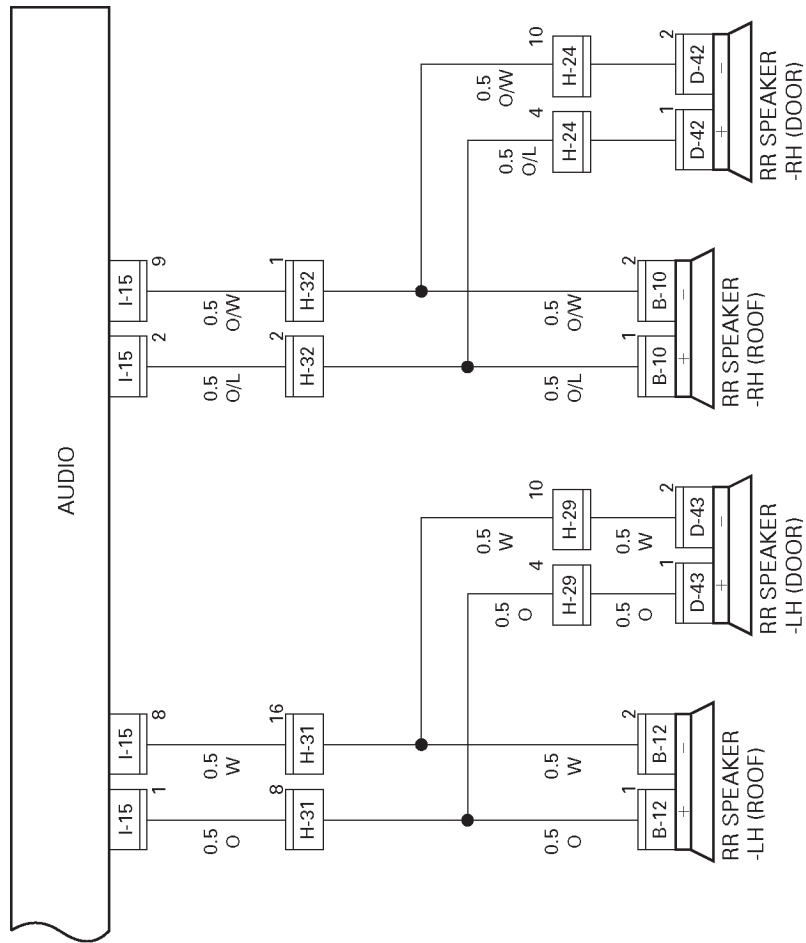 AUDIO
I-15
1
I-15
8
I-15
2
I-15
9
0.5
O
0.5
W
0.5
O/L
0.5
O/W
8
H-31
16
H-31
2
H-32
1
H-32
0.5
O
0.5
W
0.5
O/L
0.5
O/W
4
H-29
10
H-29
4
H-24
10
H-24
0.5
O
0.5
W
0.5
O
0.5
W
0.5
O/L
0.5
O/W
1
B-12
2
B-12
+
−
RR SPEAKER
-LH (ROOF)
1
D-43
2
D-43
+
−
RR SPEAKER
-LH (DOOR)
1
B-10
2
B-10
+
−
RR SPEAKER
-RH (ROOF)
1
D-42
2
D-42
+
−
RR SPEAKER
-RH (DOOR)